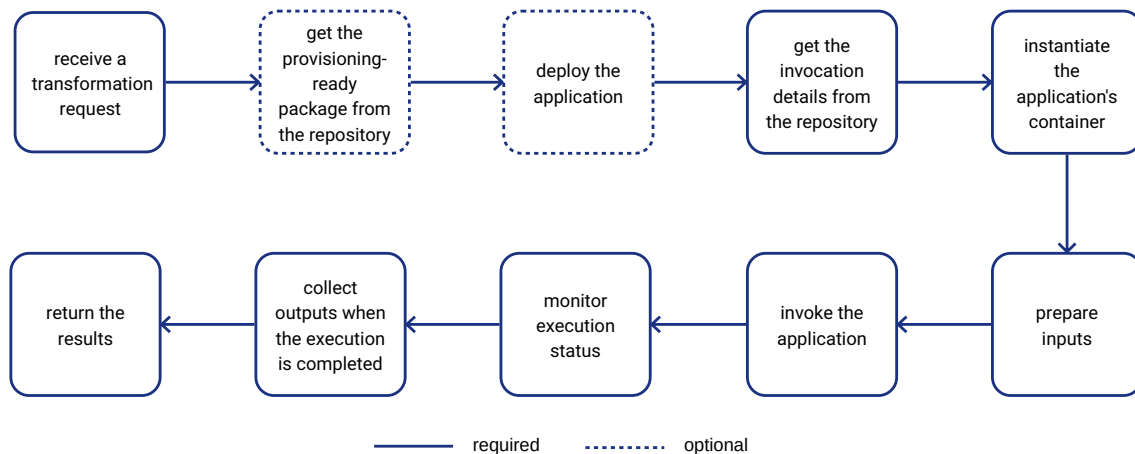 receive a
transformation
request
get the
provisioning-
ready
package from
the repository
deploy the
application
get the
invocation
details from
the repository
instantiate
the
application's
container
prepare
inputs
invoke the
application
monitor
execution
status
collect
outputs when
the execution
is completed
return the
results
required
optional